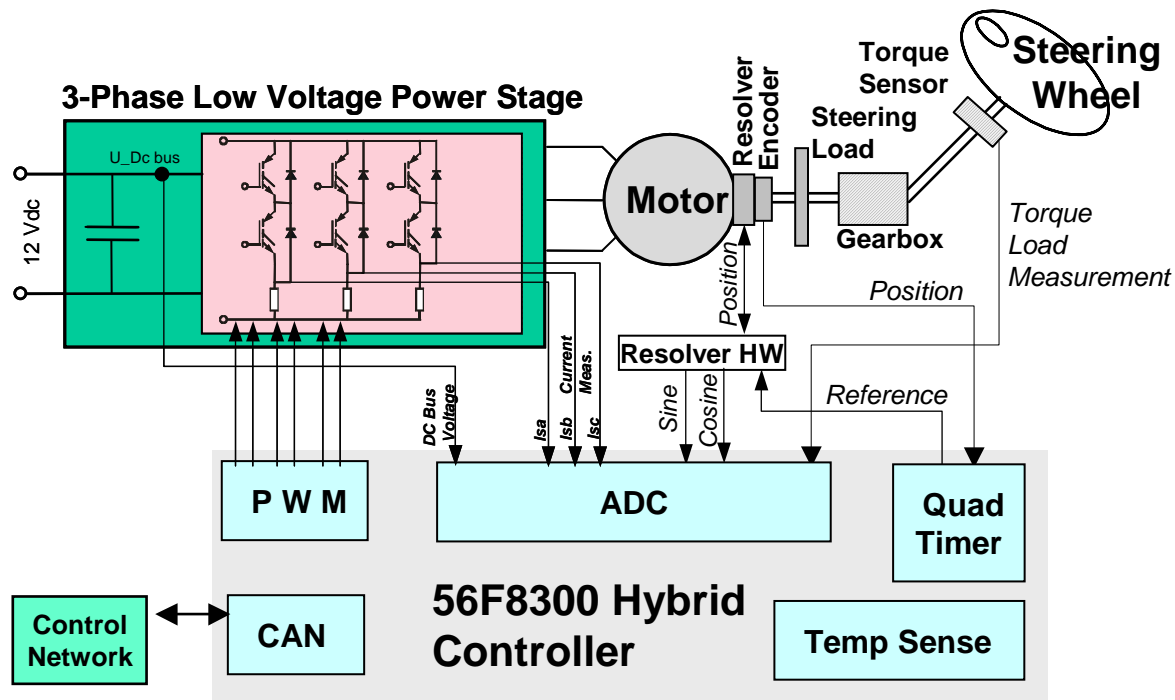 3-Phase Low Voltage Power Stage
U_Dc bus
12 Vdc
Motor
Resolver
Encoder
Steering
Load
Gearbox
Torque
Sensor
Steering
Wheel
Torque
Load
Measurement
Position
Position
Resolver HW
Reference
Sine
Cosine
DC Bus
Voltage
Isa
Isb Current
Isc Meas.
P W M
ADC
Quad
Timer
56F8300 Hybrid
Controller
CAN
Control
Network
Temp Sense